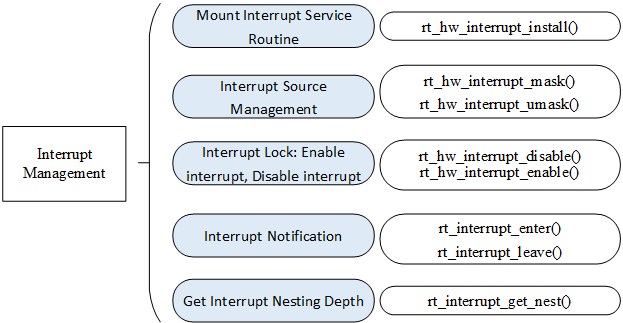 Mount Interrupt Service
Routine
rt_hw_interrupt_install()
Interrupt Source
Management
rt_hw_interrupt_mask()
rt_hw_interrupt_umask()
Interrupt
Management
Interrupt Lock: Enable
interrupt, Disable interrupt
rt_hw_interrupt_disable()
rt_hw_interrupt_enable()
Interrupt Notification
rt_interrupt_enter()
rt_interrupt_leave()
Get Interrupt Nesting Depth
rt_interrupt_get_nest()